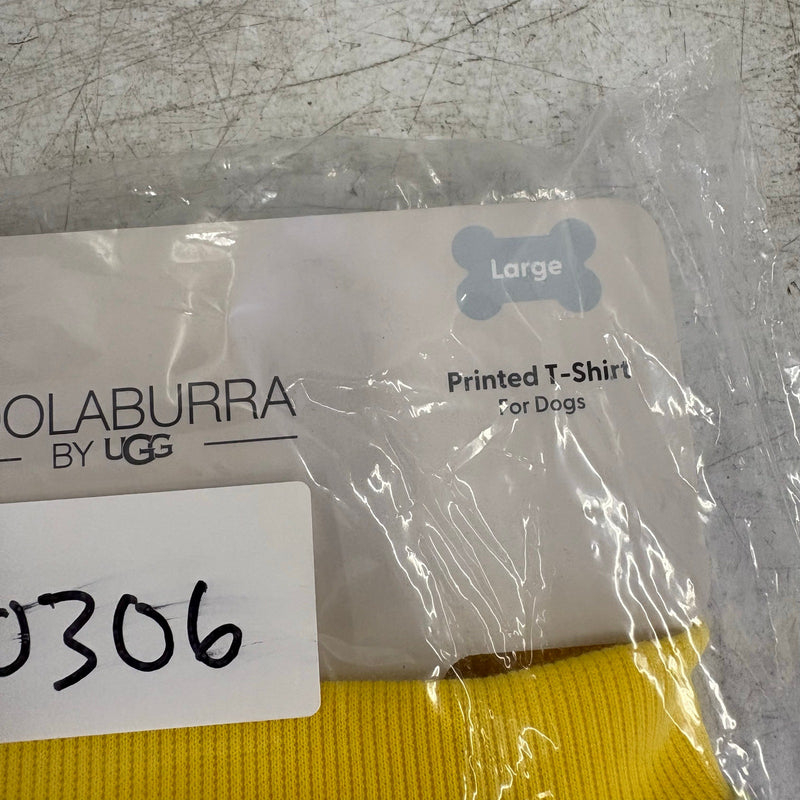 Large
Printed T-Shirt
For Dogs
OLABURRA
BY UGG
0306